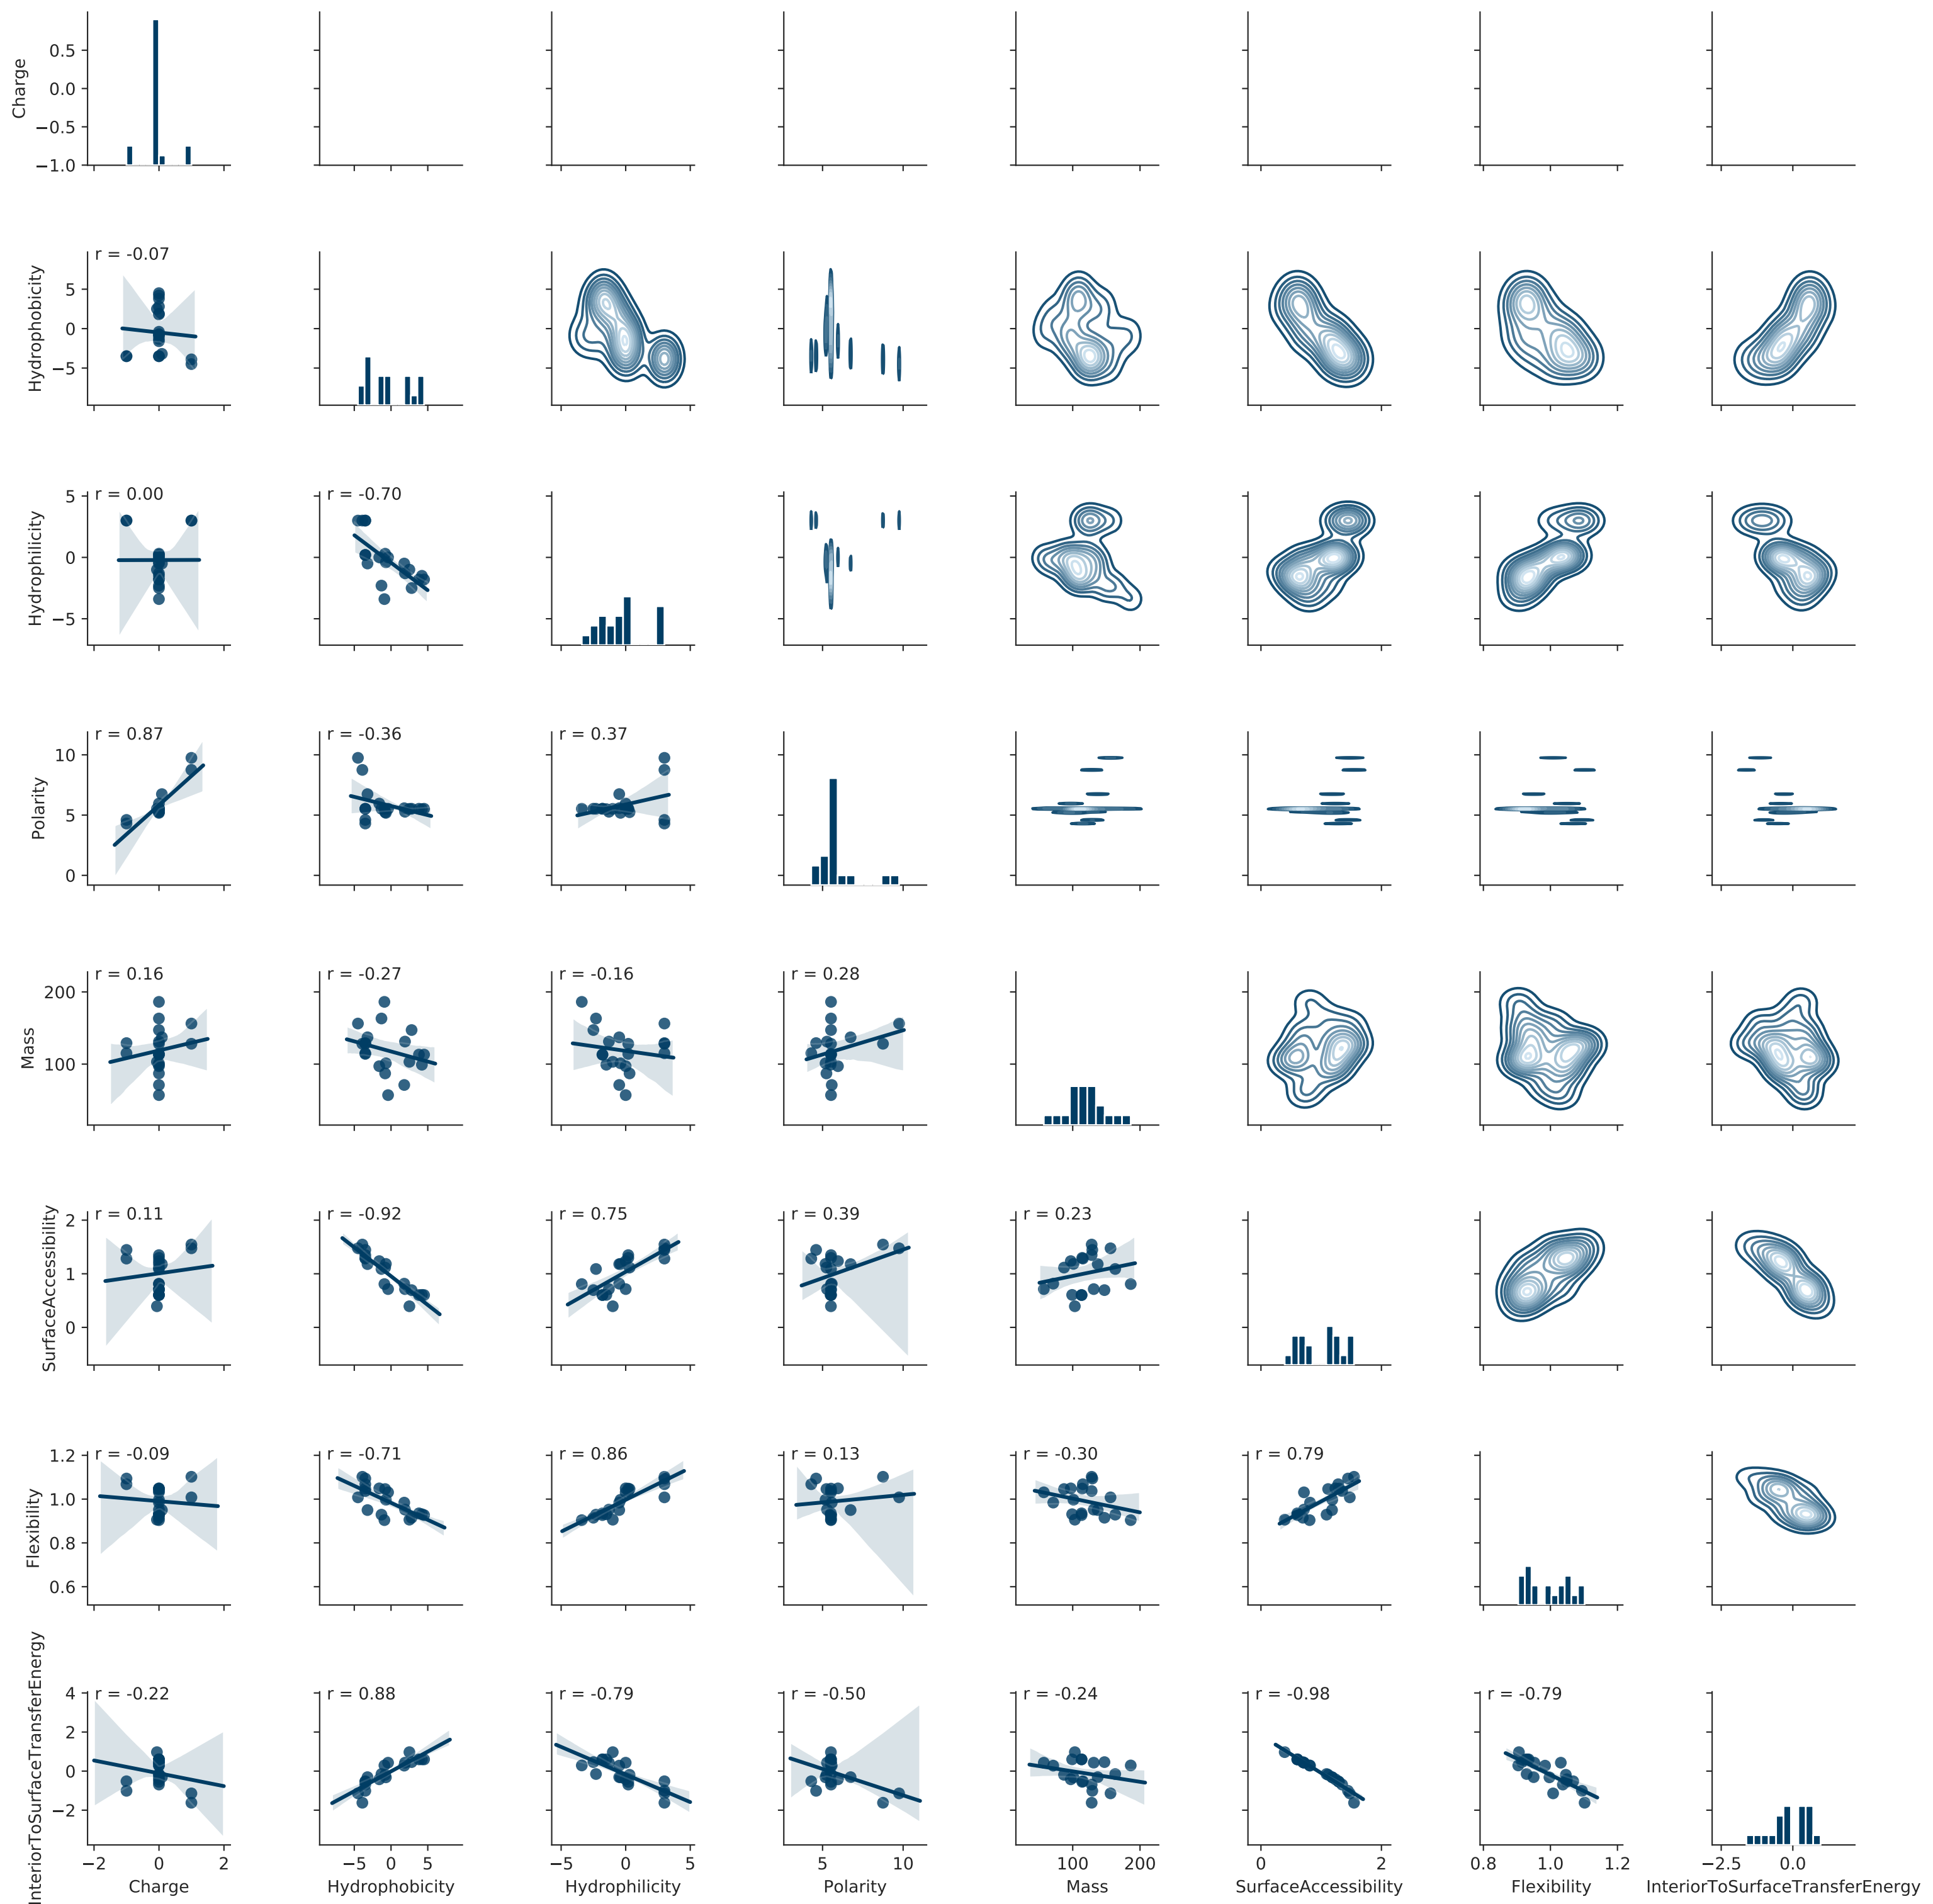 Charge
0.5
0.0
−0.5
−1.0
Hydrophobicity
5
0
−5
r = -0.07
Hydrophilicity
5
0
−5
r = 0.00
r = -0.70
Polarity
10
5
0
r = 0.87
r = -0.36
r = 0.37
Mass
200
100
r = 0.16
r = -0.27
r = -0.16
r = 0.28
SurfaceAccessibility
2
1
0
r = 0.11
r = -0.92
r = 0.75
r = 0.39
r = 0.23
Flexibility
1.2
1.0
0.8
0.6
r = -0.09
r = -0.71
r = 0.86
r = 0.13
r = -0.30
r = 0.79
InteriorToSurfaceTransferEnergy
4
2
0
−2
r = -0.22
r = 0.88
r = -0.79
r = -0.50
r = -0.24
r = -0.98
r = -0.79
−2 0 2
−5 0 5
−5 0 5
5 10
100 200
0 2
0.8 1.0 1.2
−2.5 0.0
Charge
Hydrophobicity
Hydrophilicity
Polarity
Mass
SurfaceAccessibility
Flexibility
InteriorToSurfaceTransferEnergy